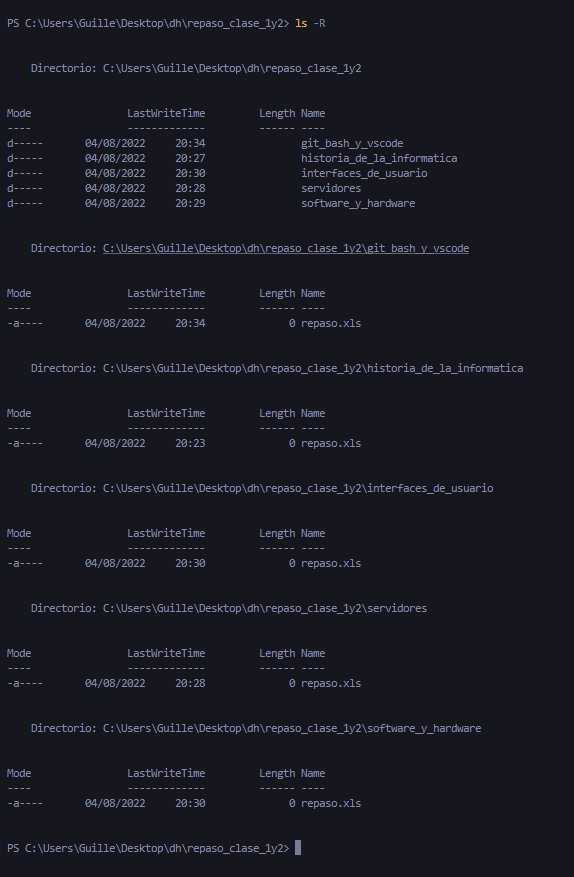 PS C:\Users\Guille\Desktop\dh\repaso_clase_1y2> ls -R
Directorio: C:\Users\Guille\Desktop\dh\repaso_clase_1y2
Mode                LastWriteTime         Length Name
----                -------------         ------ ----
d-----       04/08/2022     20:34                git_bash_y_vscode
d-----       04/08/2022     20:27                historia_de_la_informatica
d-----       04/08/2022     20:30                interfaces_de_usuario
d-----       04/08/2022     20:28                servidores
d-----       04/08/2022     20:29                software_y_hardware
Directorio: C:\Users\Guille\Desktop\dh\repaso_clase_1y2\git_bash_y_vscode
Mode                LastWriteTime         Length Name
----                -------------         ------ ----
-a----       04/08/2022     20:34              0 repaso.xls
Directorio: C:\Users\Guille\Desktop\dh\repaso_clase_1y2\historia_de_la_informatica
Mode                LastWriteTime         Length Name
----                -------------         ------ ----
-a----       04/08/2022     20:23              0 repaso.xls
Directorio: C:\Users\Guille\Desktop\dh\repaso_clase_1y2\interfaces_de_usuario
Mode                LastWriteTime         Length Name
----                -------------         ------ ----
-a----       04/08/2022     20:30              0 repaso.xls
Directorio: C:\Users\Guille\Desktop\dh\repaso_clase_1y2\servidores
Mode                LastWriteTime         Length Name
----                -------------         ------ ----
-a----       04/08/2022     20:28              0 repaso.xls
Directorio: C:\Users\Guille\Desktop\dh\repaso_clase_1y2\software_y_hardware
Mode                LastWriteTime         Length Name
----                -------------         ------ ----
-a----       04/08/2022     20:30              0 repaso.xls
PS C:\Users\Guille\Desktop\dh\repaso_clase_1y2>